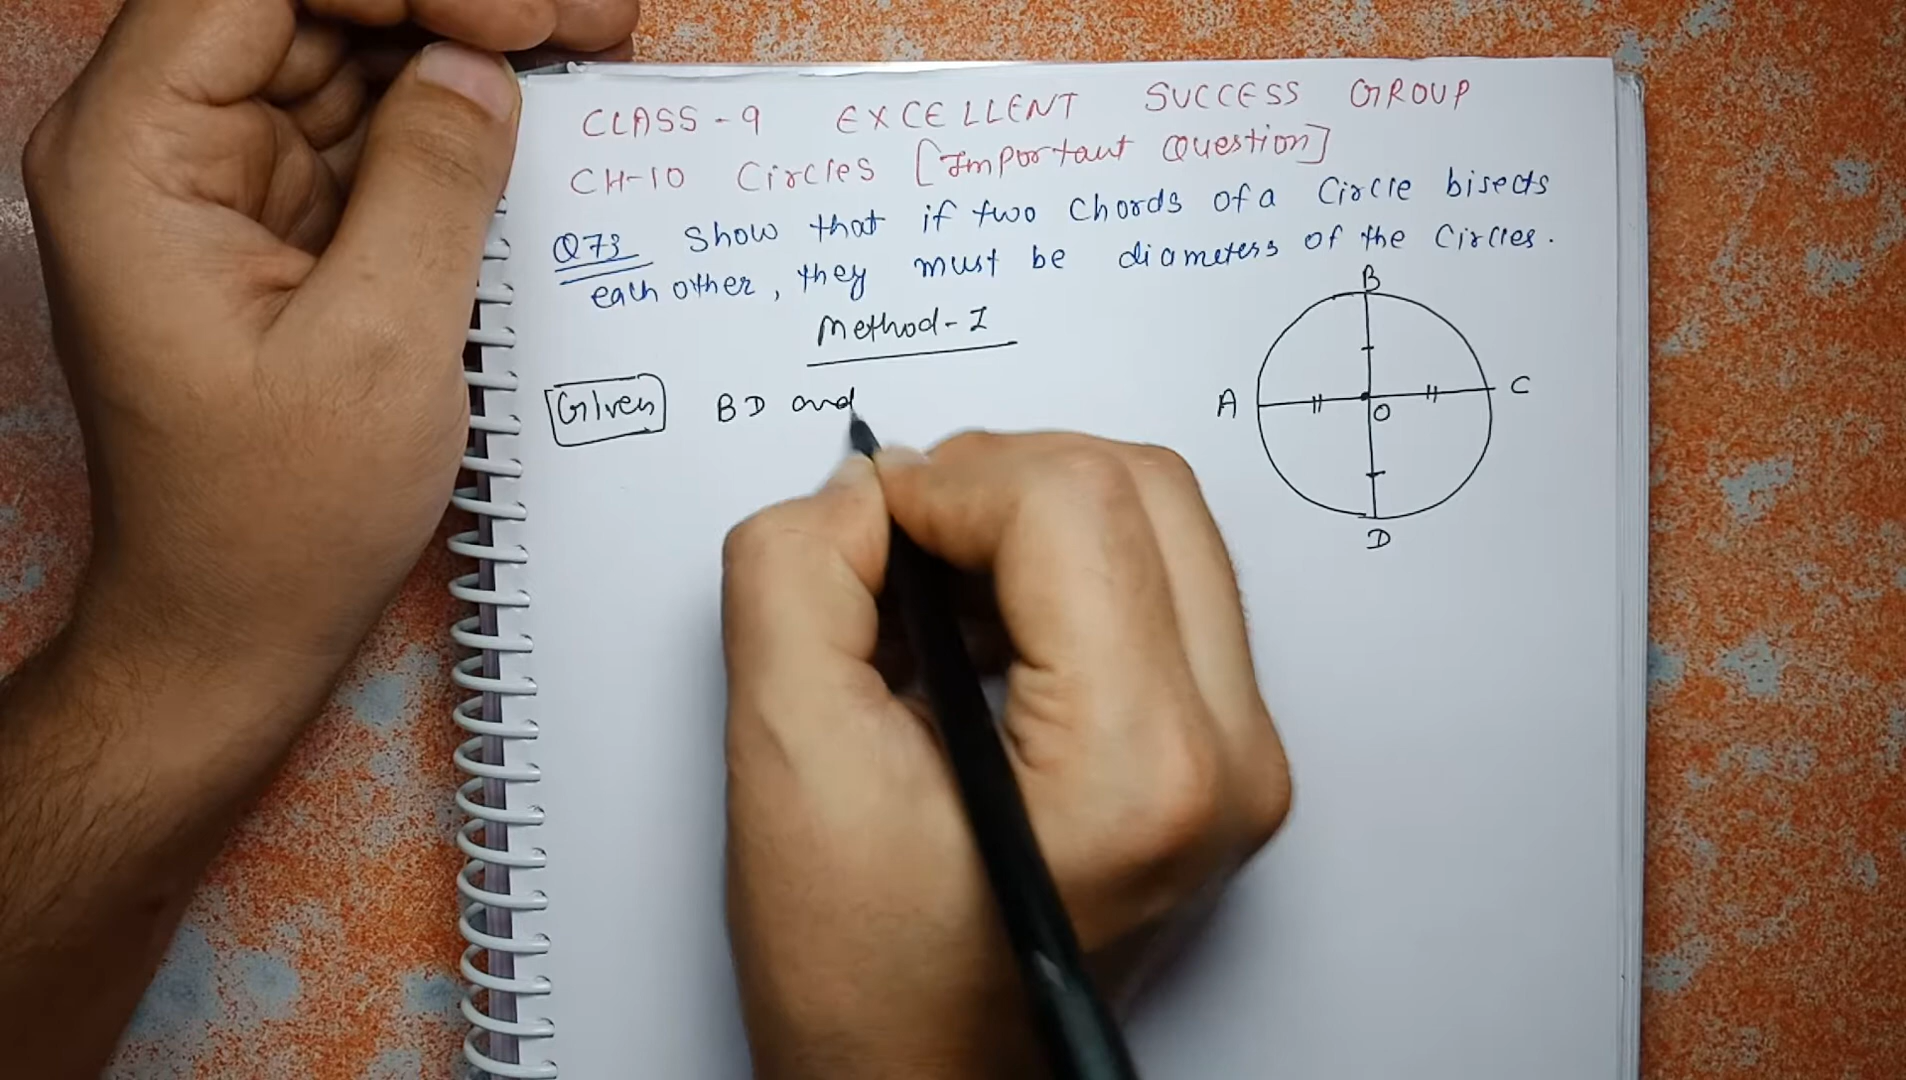 CLASS-9 EXCELLENT SUCCESS GROUP
CH-10 Circles [Important Question]
Q73 Show that if two Chords of a Circle bisects
each other, they must be diameters of the Circles.
Method-I
Given BD and
B
A
C
O
D